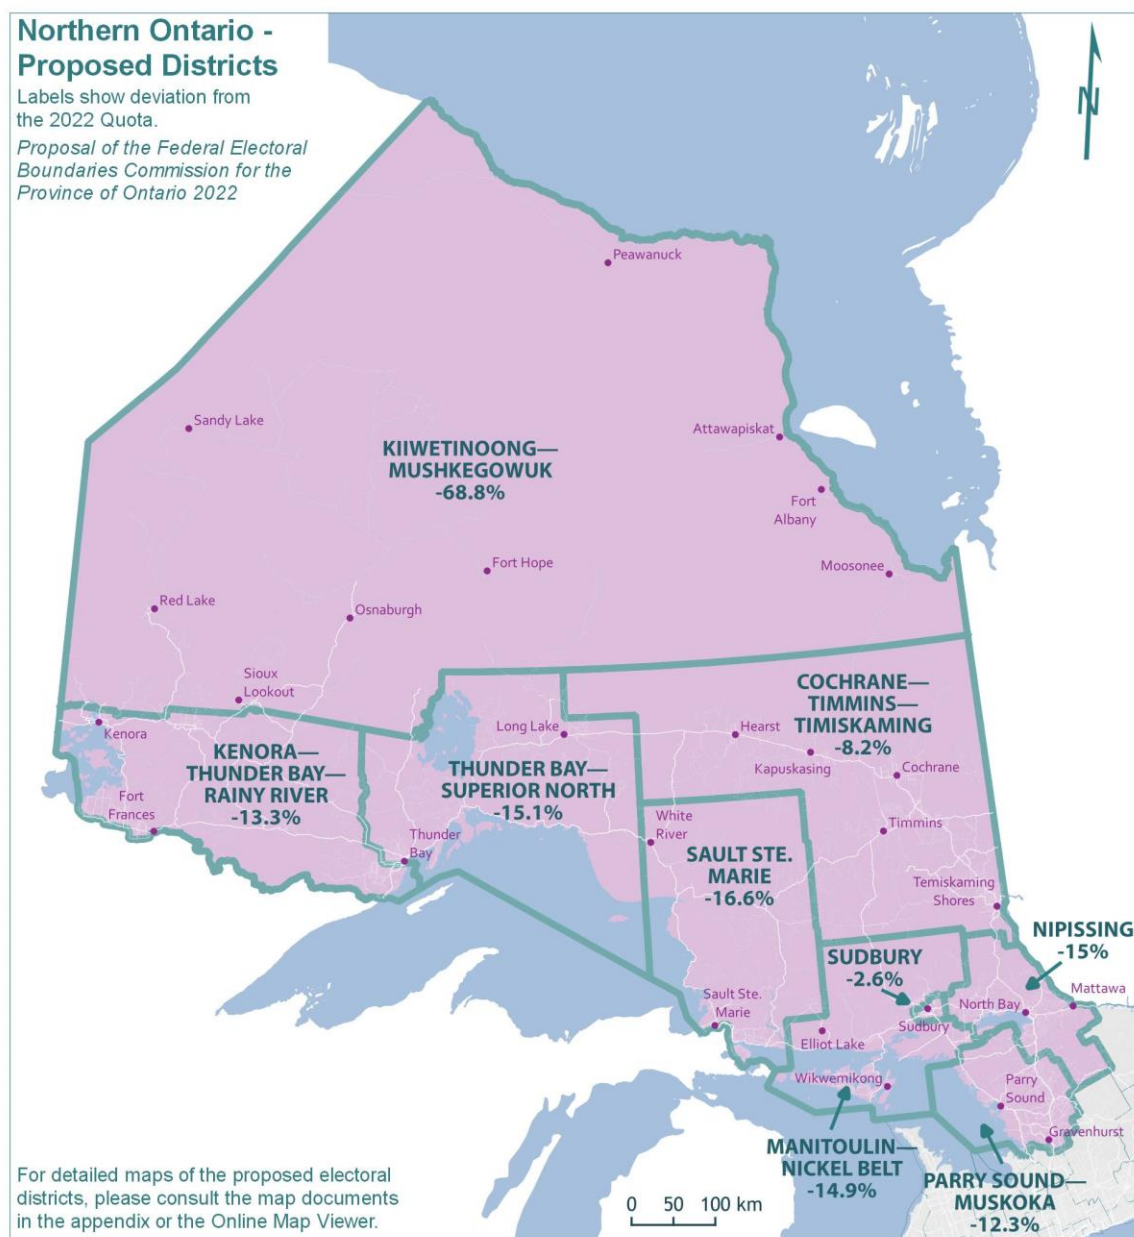 Northern Ontario -
Proposed Districts
Labels show deviation from
the 2022 Quota.
Proposal of the Federal Electoral
Boundaries Commission for the
Province of Ontario 2022
N
Peawanuck
Sandy Lake
Attawapiskat
KIIWETINOONG—
MUSHKEGOWUK
-68.8%
Fort
Albany
Fort Hope
Moosonee
Red Lake
Osnaburgh
Sioux
Lookout
Kenora
Long Lake
Hearst
COCHRANE—
TIMMINS—
TIMISKAMING
-8.2%
Kapuskasing
Cochrane
KENORA—
THUNDER BAY—
RAINY RIVER
-13.3%
THUNDER BAY—
SUPERIOR NORTH
-15.1%
Fort
Frances
Thunder
Bay
White
River
Timmins
SAULT STE.
MARIE
-16.6%
Temiskaming
Shores
NIPISSING
-15%
SUDBURY
-2.6%
Mattawa
North Bay
Sault Ste.
Marie
Sudbury
Elliot Lake
Wikwemikong
Parry
Sound
Gravenhurst
MANITOULIN—
NICKEL BELT
-14.9%
PARRY SOUND—
MUSKOKA
-12.3%
For detailed maps of the proposed electoral
districts, please consult the map documents
in the appendix or the Online Map Viewer.
0 50 100 km